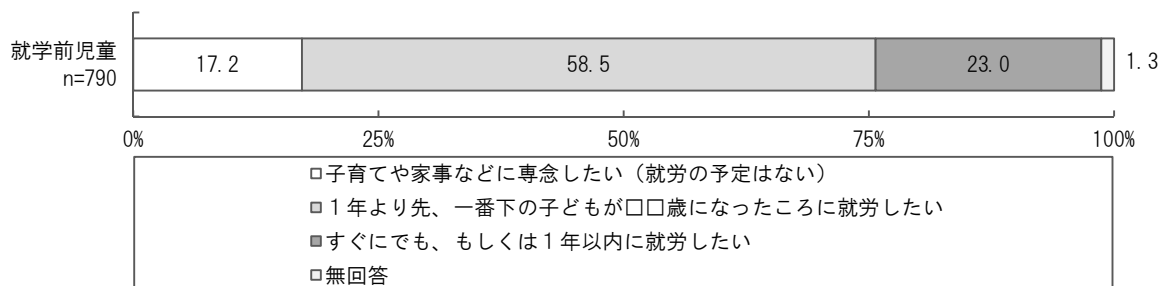 就学前児童
n=790
17.2 58.5 23.0 1.3
0% 25% 50% 75% 100%
□子育てや家事などに専念したい（就労の予定はない）
■１年より先、一番下の子どもが□□歳になったころに就労したい
■すぐにでも、もしくは１年以内に就労したい
□無回答